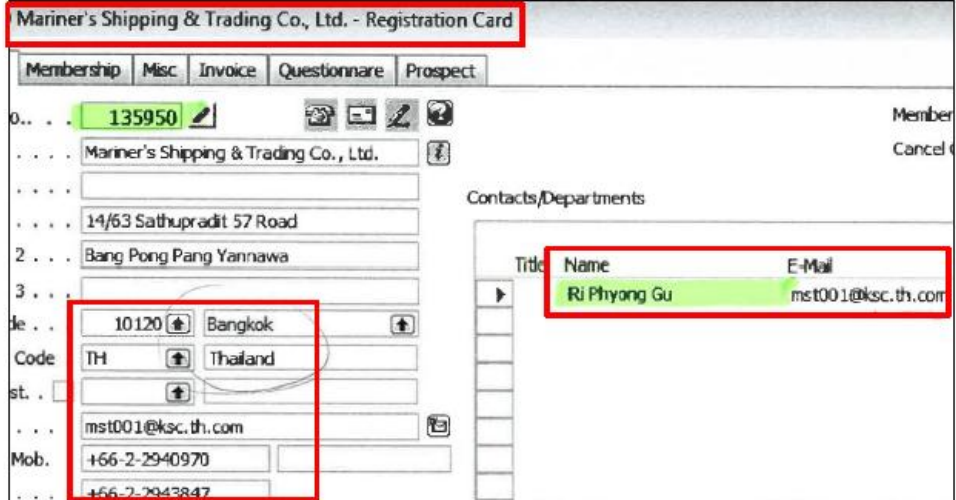 Mariner's Shipping & Trading Co., Ltd. - Registration Card
Membership Misc Invoice Questionnare Prospect
o.. . . 135950
Member
. . . . Mariner's Shipping & Trading Co., Ltd.
Cancel
. . . .
Contacts/Departments
. . . . 14/63 Sathupradit 57 Road
2 . . . Bang Pong Pang Yannawa
Title Name E-Mail
3 . . .
Ri Phyong Gu mst001@ksc.th.com
de . . . 10120 Bangkok
Code TH Thailand
st. .
. . . . mst001@ksc.th.com
Mob. +66-2-2940970
. . . . +66-2-2943847